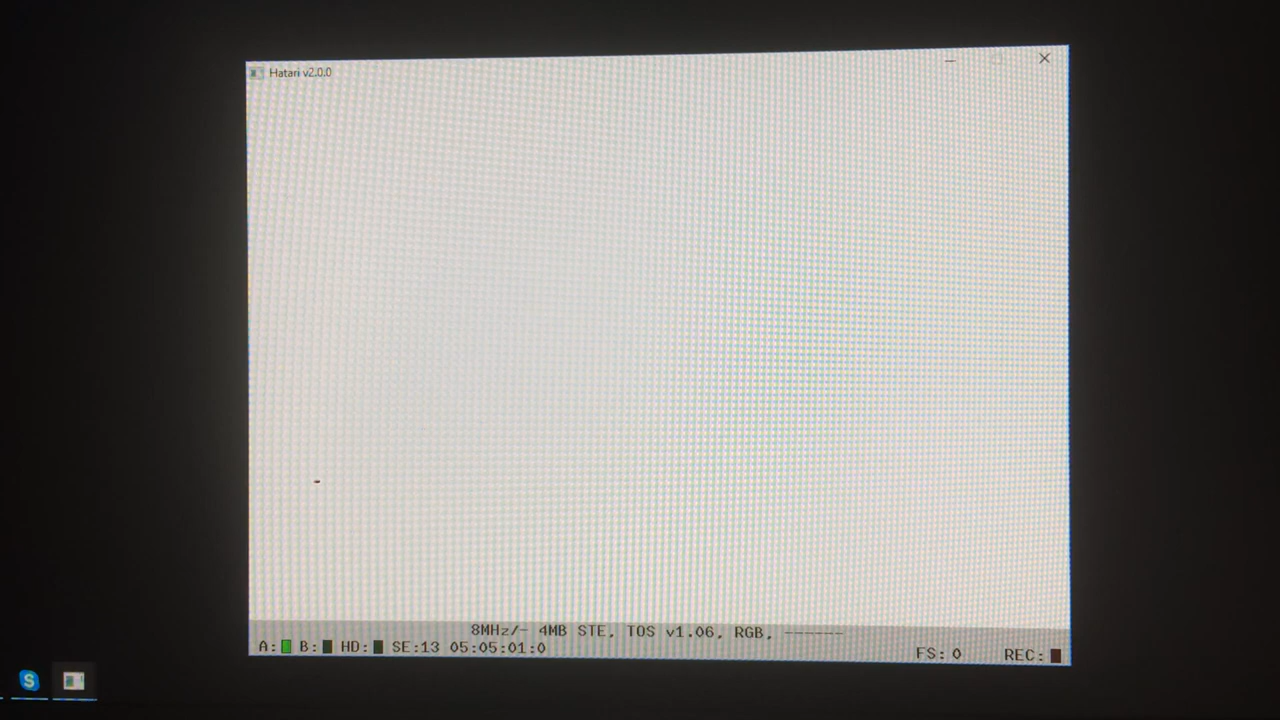 Hatari v2.0.0
8MHz/- 4MB STE, TOS v1.06, RGB, ------
A: B: HD: SE:13 05:05:01:0 FS: 0 REC:
S